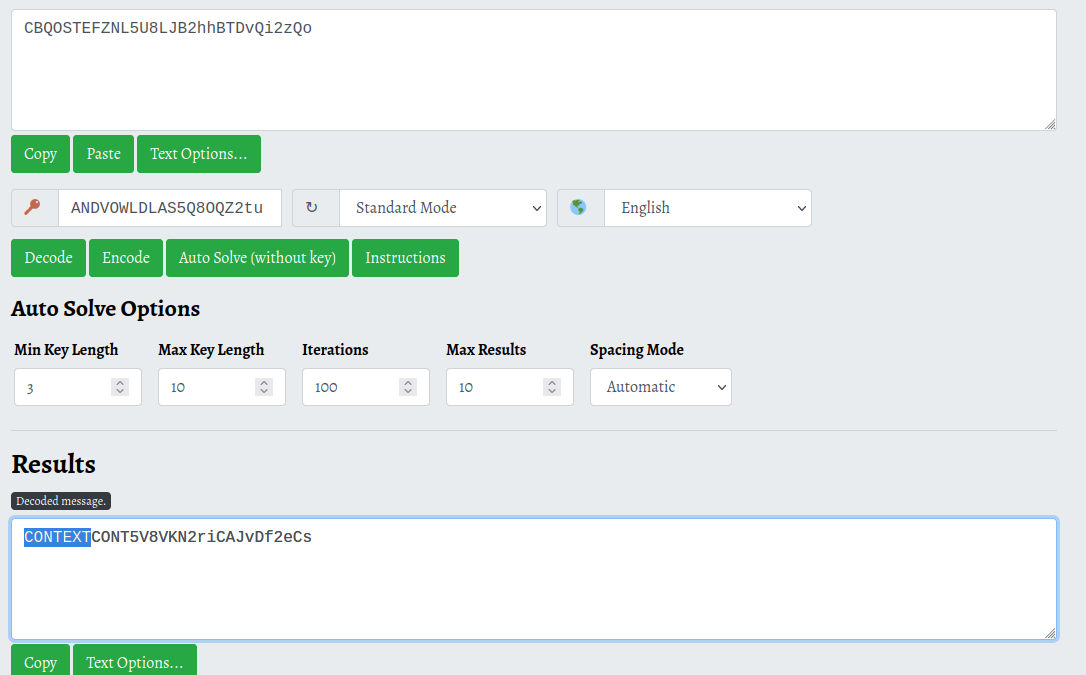 CBQOSTEFZNL5U8LJB2hhBTDvQi2zQo
Copy Paste Text Options...
ANDVOWLDLAS5Q8OQZ2tu Standard Mode English
Decode Encode Auto Solve (without key) Instructions
Auto Solve Options
Min Key Length Max Key Length Iterations Max Results Spacing Mode
3 10 100 10 Automatic
Results
Decoded message.
CONTEXTCONT5V8VKN2riCAJvDf2eCs
Copy Text Options...